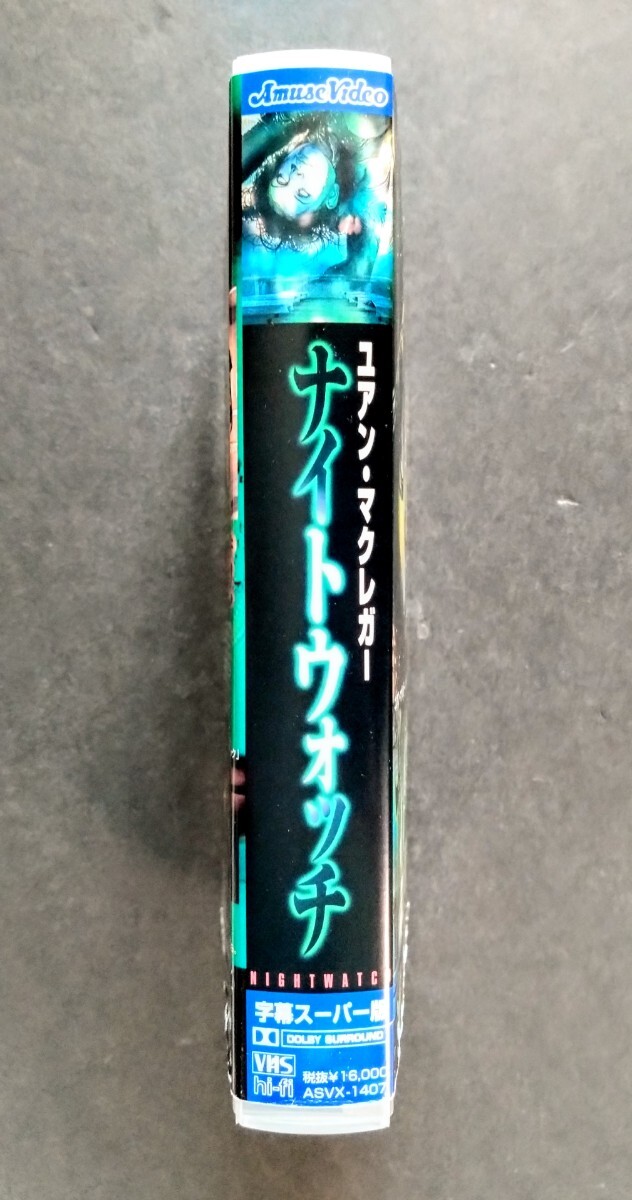 AmuseVideo
ユアン・マクレガー
ナイトウォッチ
NIGHTWATC
字幕スーパー版
DOLBY SURROUND
VHS
hi-fi
税抜¥16,000
ASVX-1407